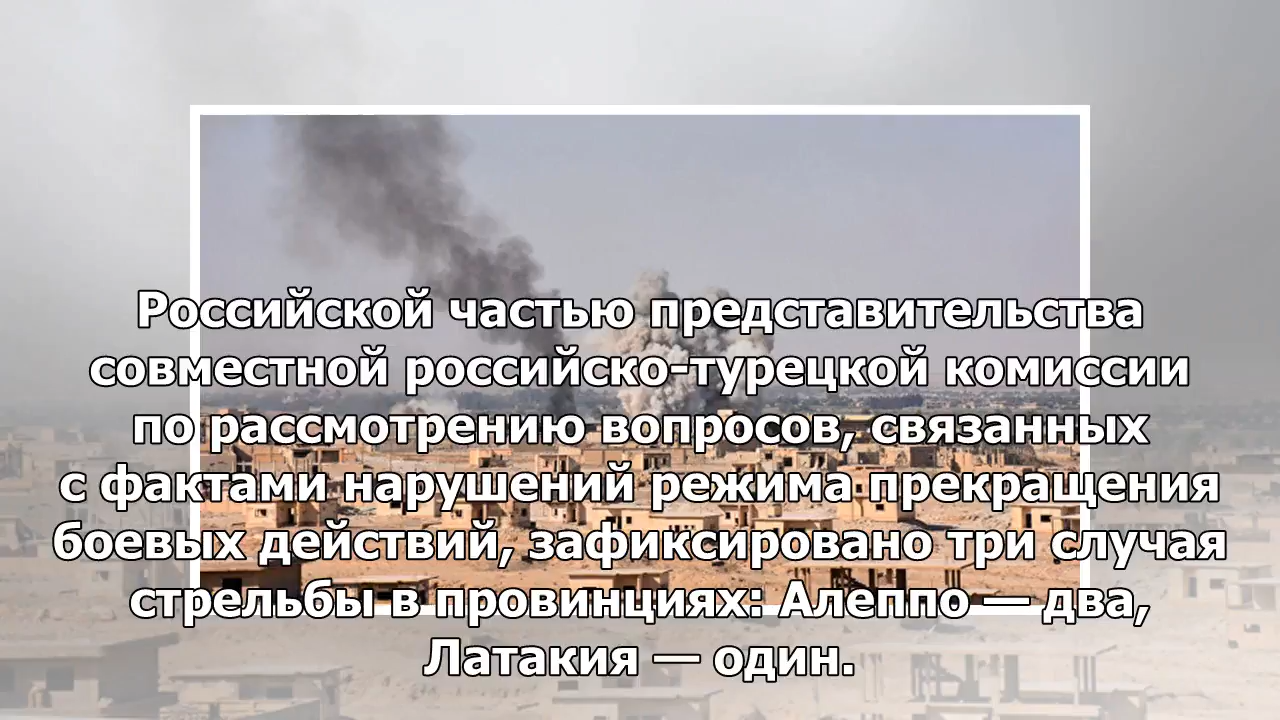 Российской частью представительства
совместной российско-турецкой комиссии
по рассмотрению вопросов, связанных
с фактами нарушений режима прекращения
боевых действий, зафиксировано три случая
стрельбы в провинциях: Алеппо — два,
Латакия — один.